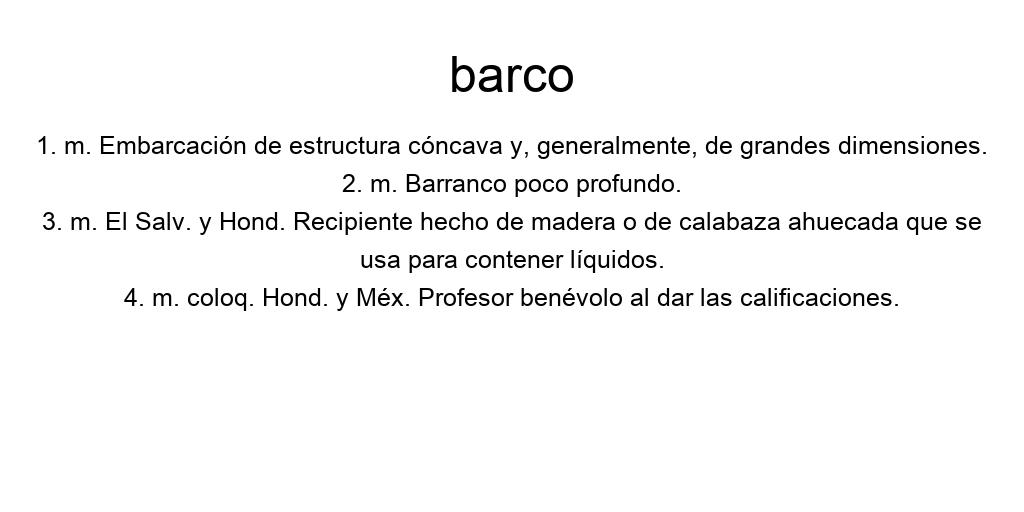 barco
1. m. Embarcación de estructura cóncava y, generalmente, de grandes dimensiones.
2. m. Barranco poco profundo.
3. m. El Salv. y Hond. Recipiente hecho de madera o de calabaza ahuecada que se
usa para contener líquidos.
4. m. coloq. Hond. y Méx. Profesor benévolo al dar las calificaciones.